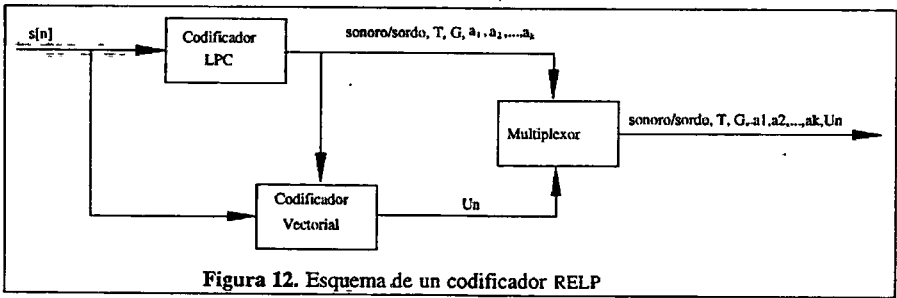 s[n]
Codificador
LPC
sonoro/sordo, T, G, a₁, a₂,...,aₖ
Multiplexor
sonoro/sordo, T, G, a1,a2,...,ak,Un
Codificador
Vectorial
Un
Figura 12. Esquema de un codificador RELP